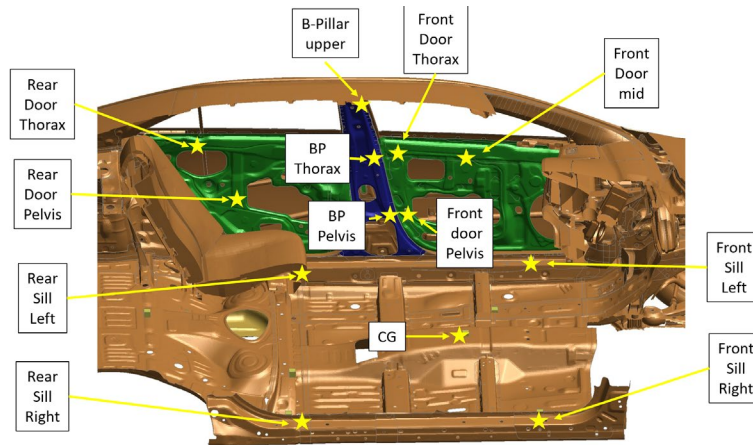 B-Pillar
upper
Front
Door
Thorax
Front
Door
mid
Rear
Door
Thorax
BP
Thorax
Rear
Door
Pelvis
BP
Pelvis
Front
door
Pelvis
Rear
Sill
Left
Front
Sill
Left
CG
Rear
Sill
Right
Front
Sill
Right